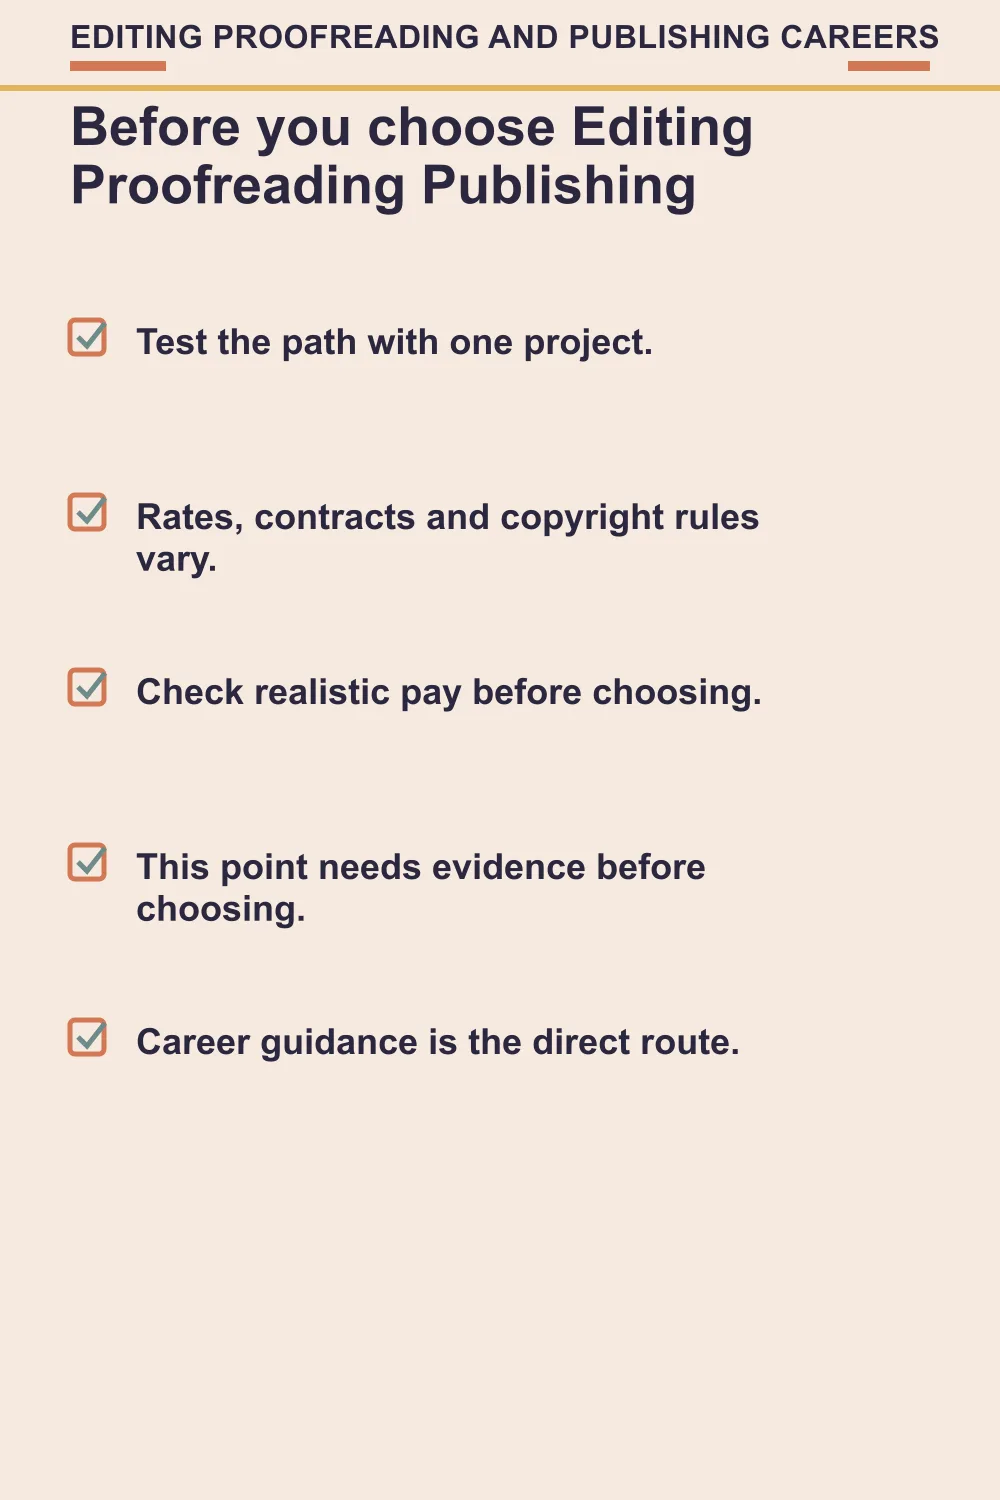 EDITING PROOFREADING AND PUBLISHING CAREERS
Before you choose Editing
Proofreading Publishing
Test the path with one project.
Rates, contracts and copyright rules
vary.
Check realistic pay before choosing.
This point needs evidence before
choosing.
Career guidance is the direct route.